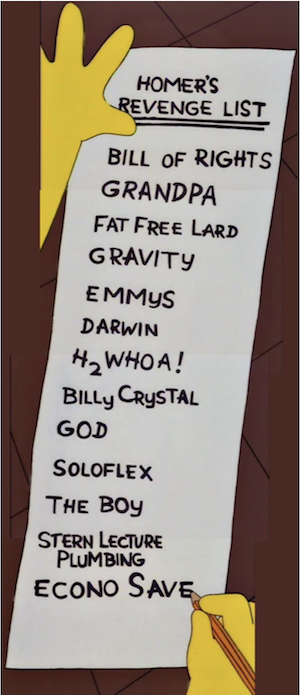 HOMER'S
REVENGE LIST
BILL OF RIGHTS
GRANDPA
FAT FREE LARD
GRAVITY
EMMYS
DARWIN
H2WHOA!
BILLY CRYSTAL
GOD
SOLOFLEX
THE BOY
STERN LECTURE
PLUMBING
ECONO SAVE